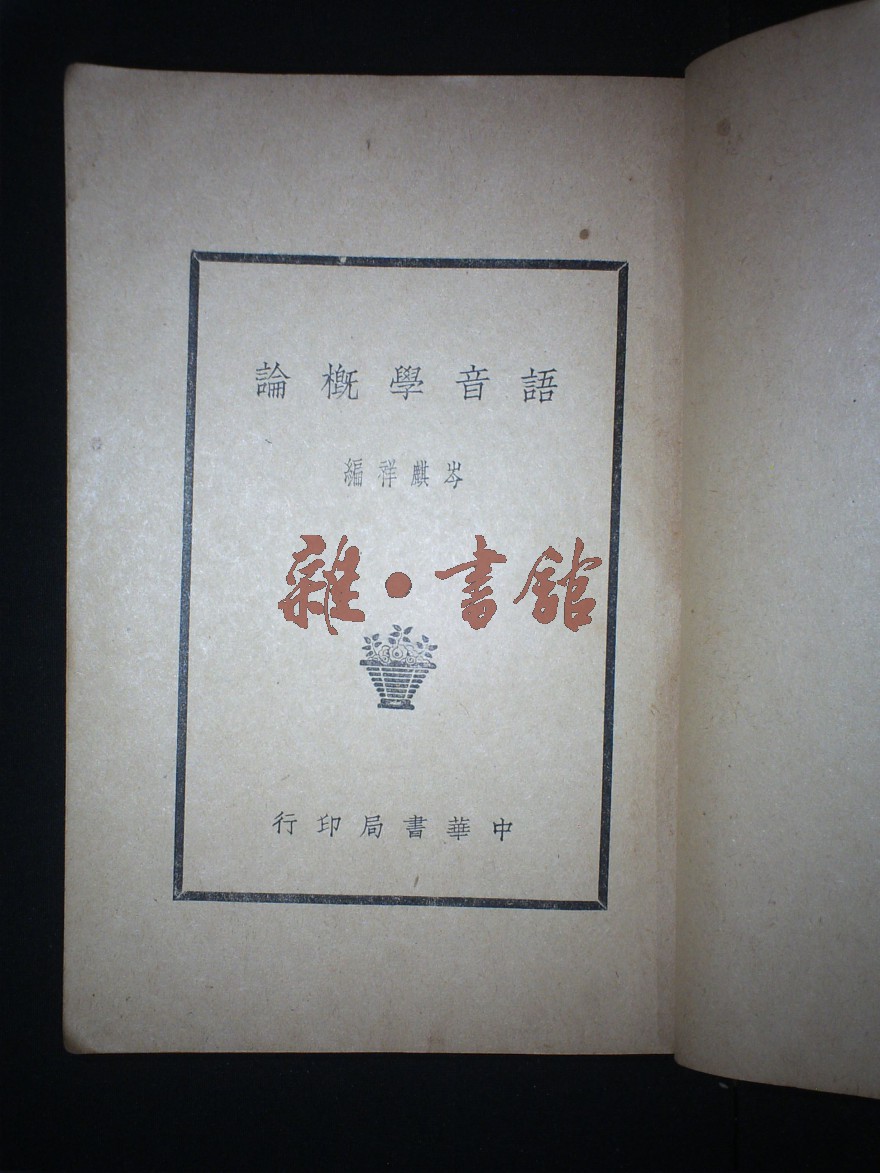 語音學概論
岑麒祥編
雜·書館
中華書局印行